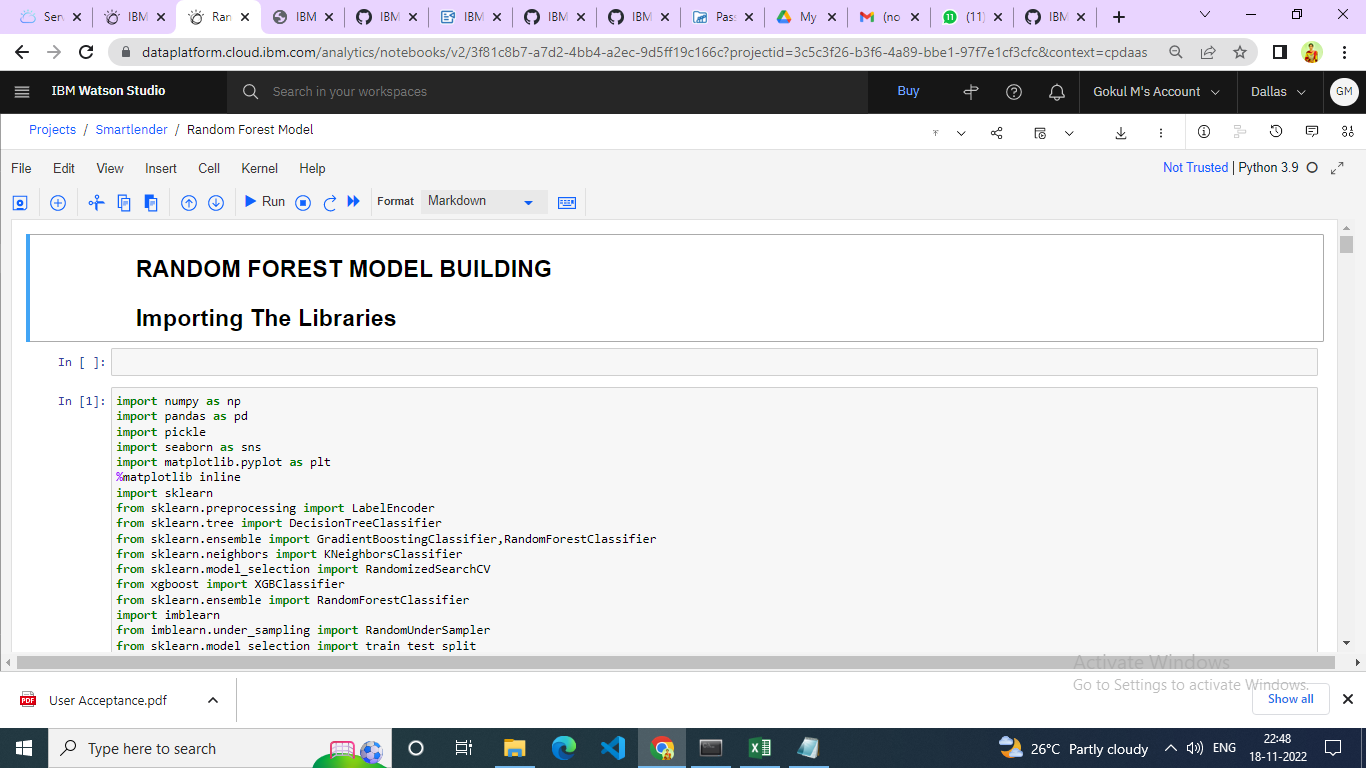 Serv
IBM
Ran
IBM
IBM
IBM
IBM
IBM
Pass
My
(no
11
(11)
IBM
dataplatform.cloud.ibm.com/analytics/notebooks/v2/3f81c8b7-a7d2-4bb4-a2ec-9d5ff19c166c?projectid=3c5c3f26-b3f6-4a89-bbe1-97f7e1cf3cfc&context=cpdaas
IBM Watson Studio
Search in your workspaces
Buy
Gokul M's Account
Dallas
GM
Projects / Smartlender / Random Forest Model
File Edit View Insert Cell Kernel Help
Not Trusted | Python 3.9
Run
Format
Markdown
RANDOM FOREST MODEL BUILDING
Importing The Libraries
In [ ]:
In [1]:
import numpy as np
import pandas as pd
import pickle
import seaborn as sns
import matplotlib.pyplot as plt
%matplotlib inline
import sklearn
from sklearn.preprocessing import LabelEncoder
from sklearn.tree import DecisionTreeClassifier
from sklearn.ensemble import GradientBoostingClassifier,RandomForestClassifier
from sklearn.neighbors import KNeighborsClassifier
from sklearn.model_selection import RandomizedSearchCV
from xgboost import XGBClassifier
from sklearn.ensemble import RandomForestClassifier
import imblearn
from imblearn.under_sampling import RandomUnderSampler
from sklearn.model_selection import train_test_split
Activate Windows
Go to Settings to activate Windows.
PDF
User Acceptance.pdf
Show all
Type here to search
26°C Partly cloudy
ENG
22:48
18-11-2022